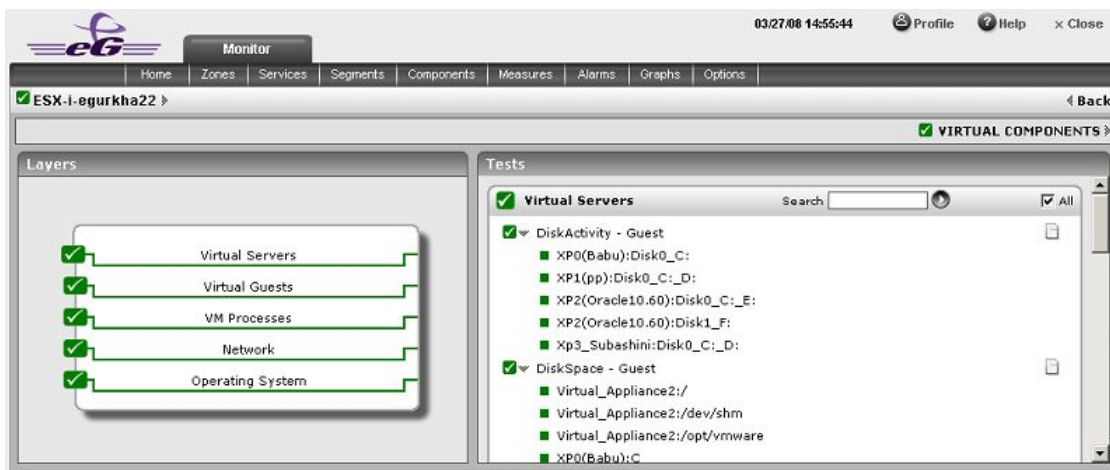 03/27/08 14:55:44 Profile Help × Close
eG
Monitor
Home Zones Services Segments Components Measures Alarms Graphs Options
ESX-i-egurkha22
Back
VIRTUAL COMPONENTS
Layers
Virtual Servers
Virtual Guests
VM Processes
Network
Operating System
Tests
Virtual Servers Search All
DiskActivity - Guest
XP0(Babu):Disk0_C:
XP1(pp):Disk0_C:_D:
XP2(Oracle10.60):Disk0_C:_E:
XP2(Oracle10.60):Disk1_F:
Xp3_Subashini:Disk0_C:_D:
DiskSpace - Guest
Virtual_Appliance2:/
Virtual_Appliance2:/dev/shm
Virtual_Appliance2:/opt/vmware
XP0(Babu):C